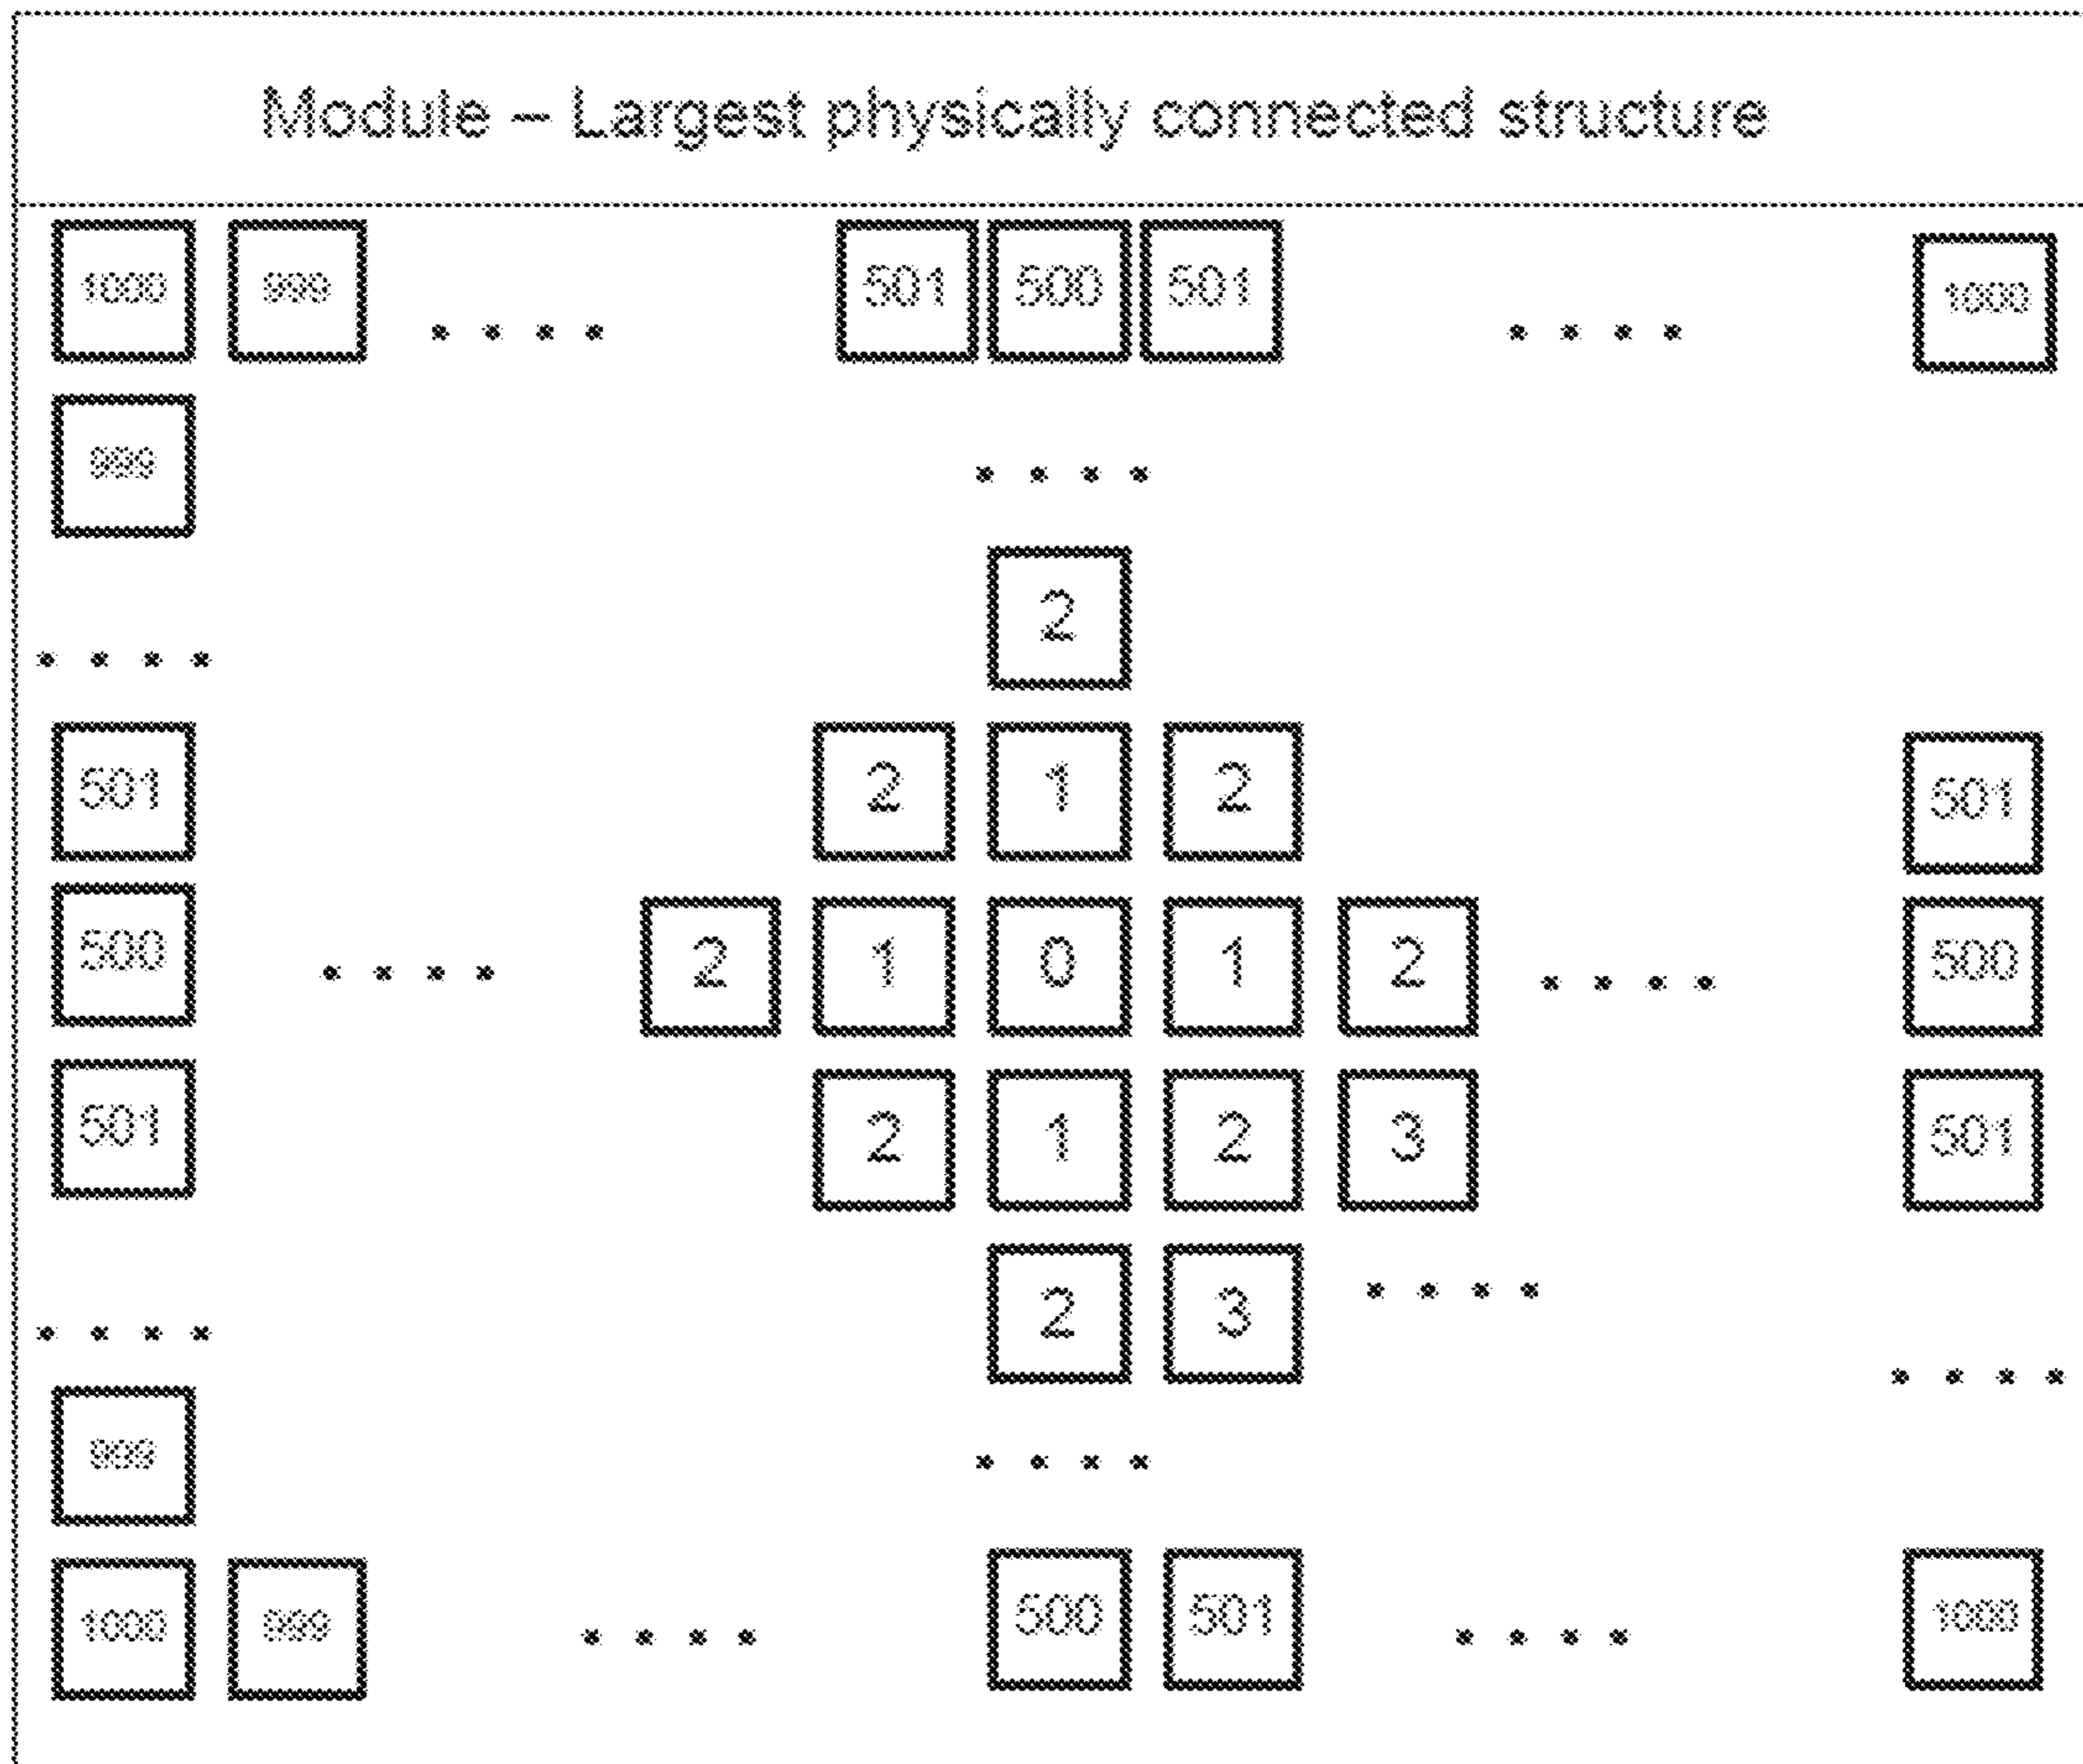 Module – Largest physically connected structure
1000 999 .... 501 500 501 .... 1000
999 ....
2
....
501 2 1 2 501
500 .... 2 1 0 1 2 .... 500
501 2 1 2 3 501
2 3 ....
.... ....
999 ....
1000 999 .... 500 501 .... 1000